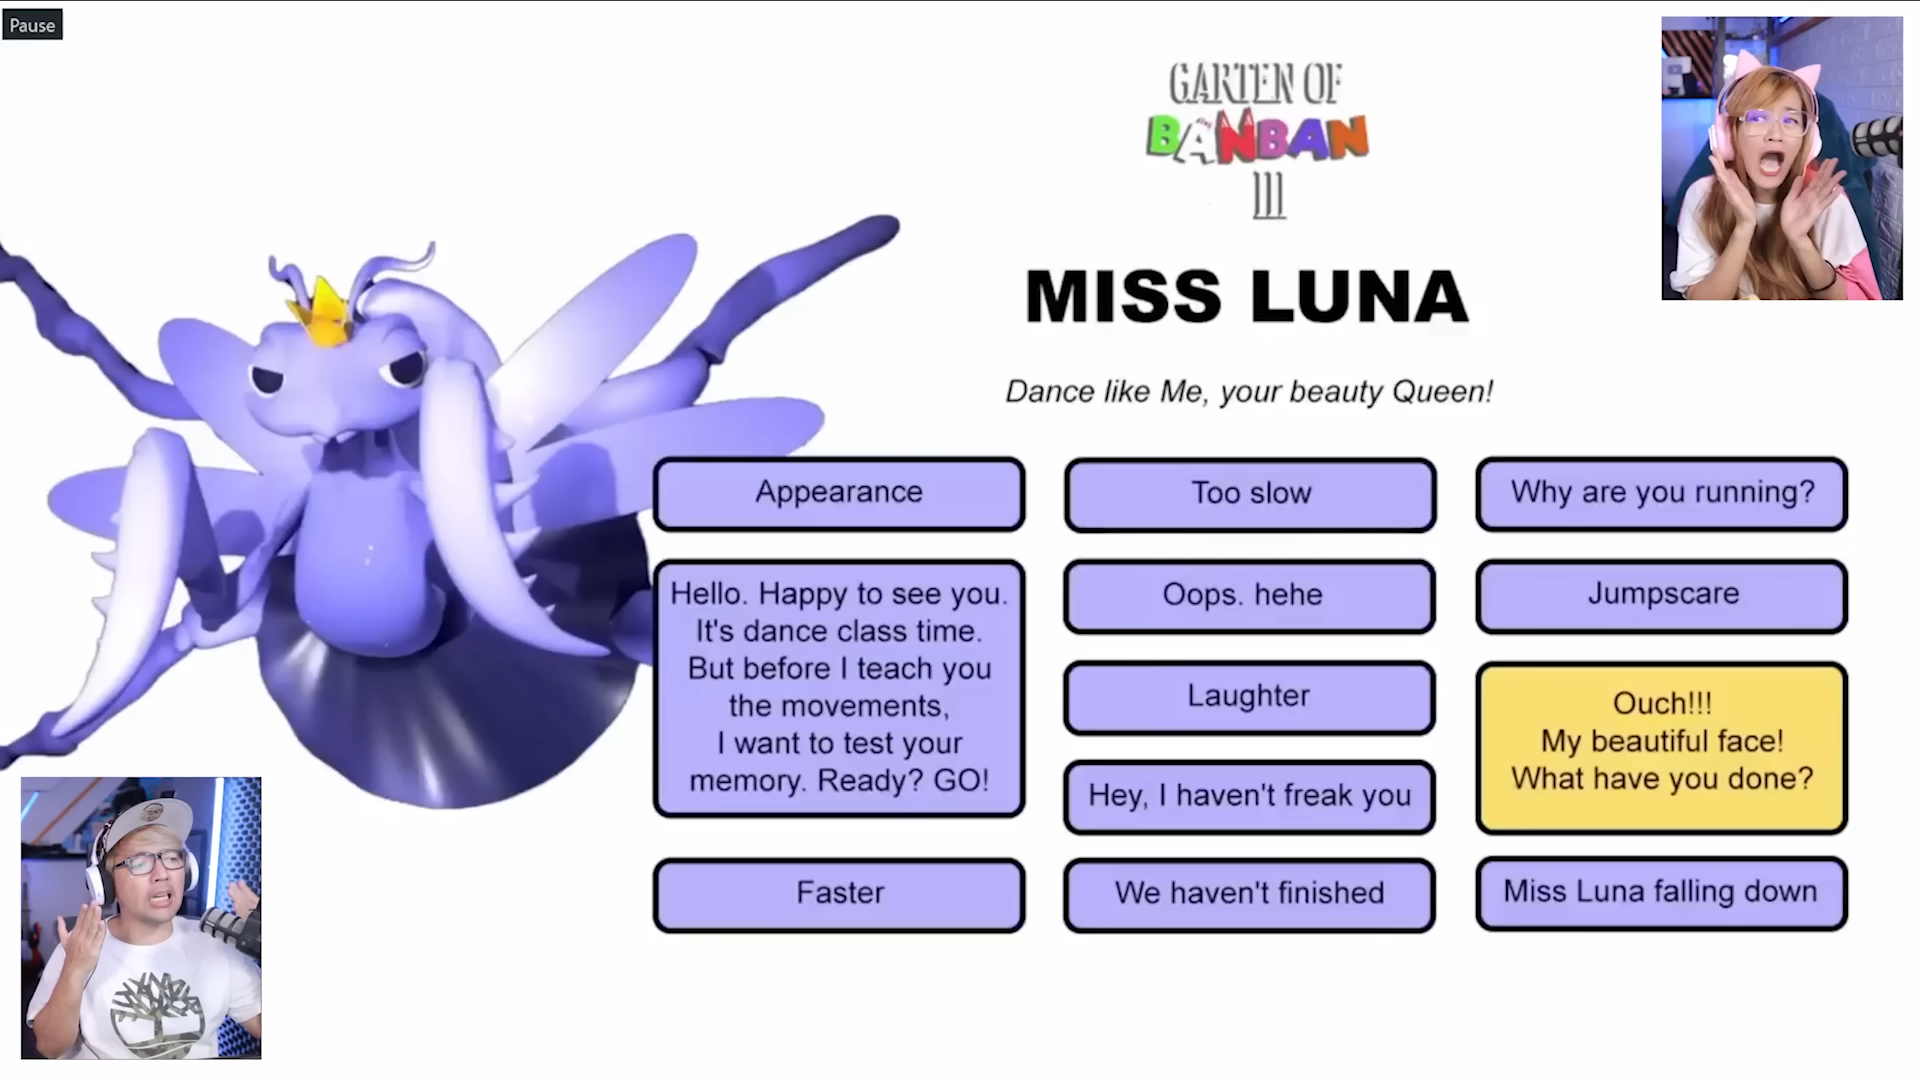 Pause
GARTEN OF
BANBAN
III
MISS LUNA
Dance like Me, your beauty Queen!
Appearance
Hello. Happy to see you.
It's dance class time.
But before I teach you
the movements,
I want to test your
memory. Ready? GO!
Faster
Too slow
Oops. hehe
Laughter
Hey, I haven't freak you
We haven't finished
Why are you running?
Jumpscare
Ouch!!!
My beautiful face!
What have you done?
Miss Luna falling down